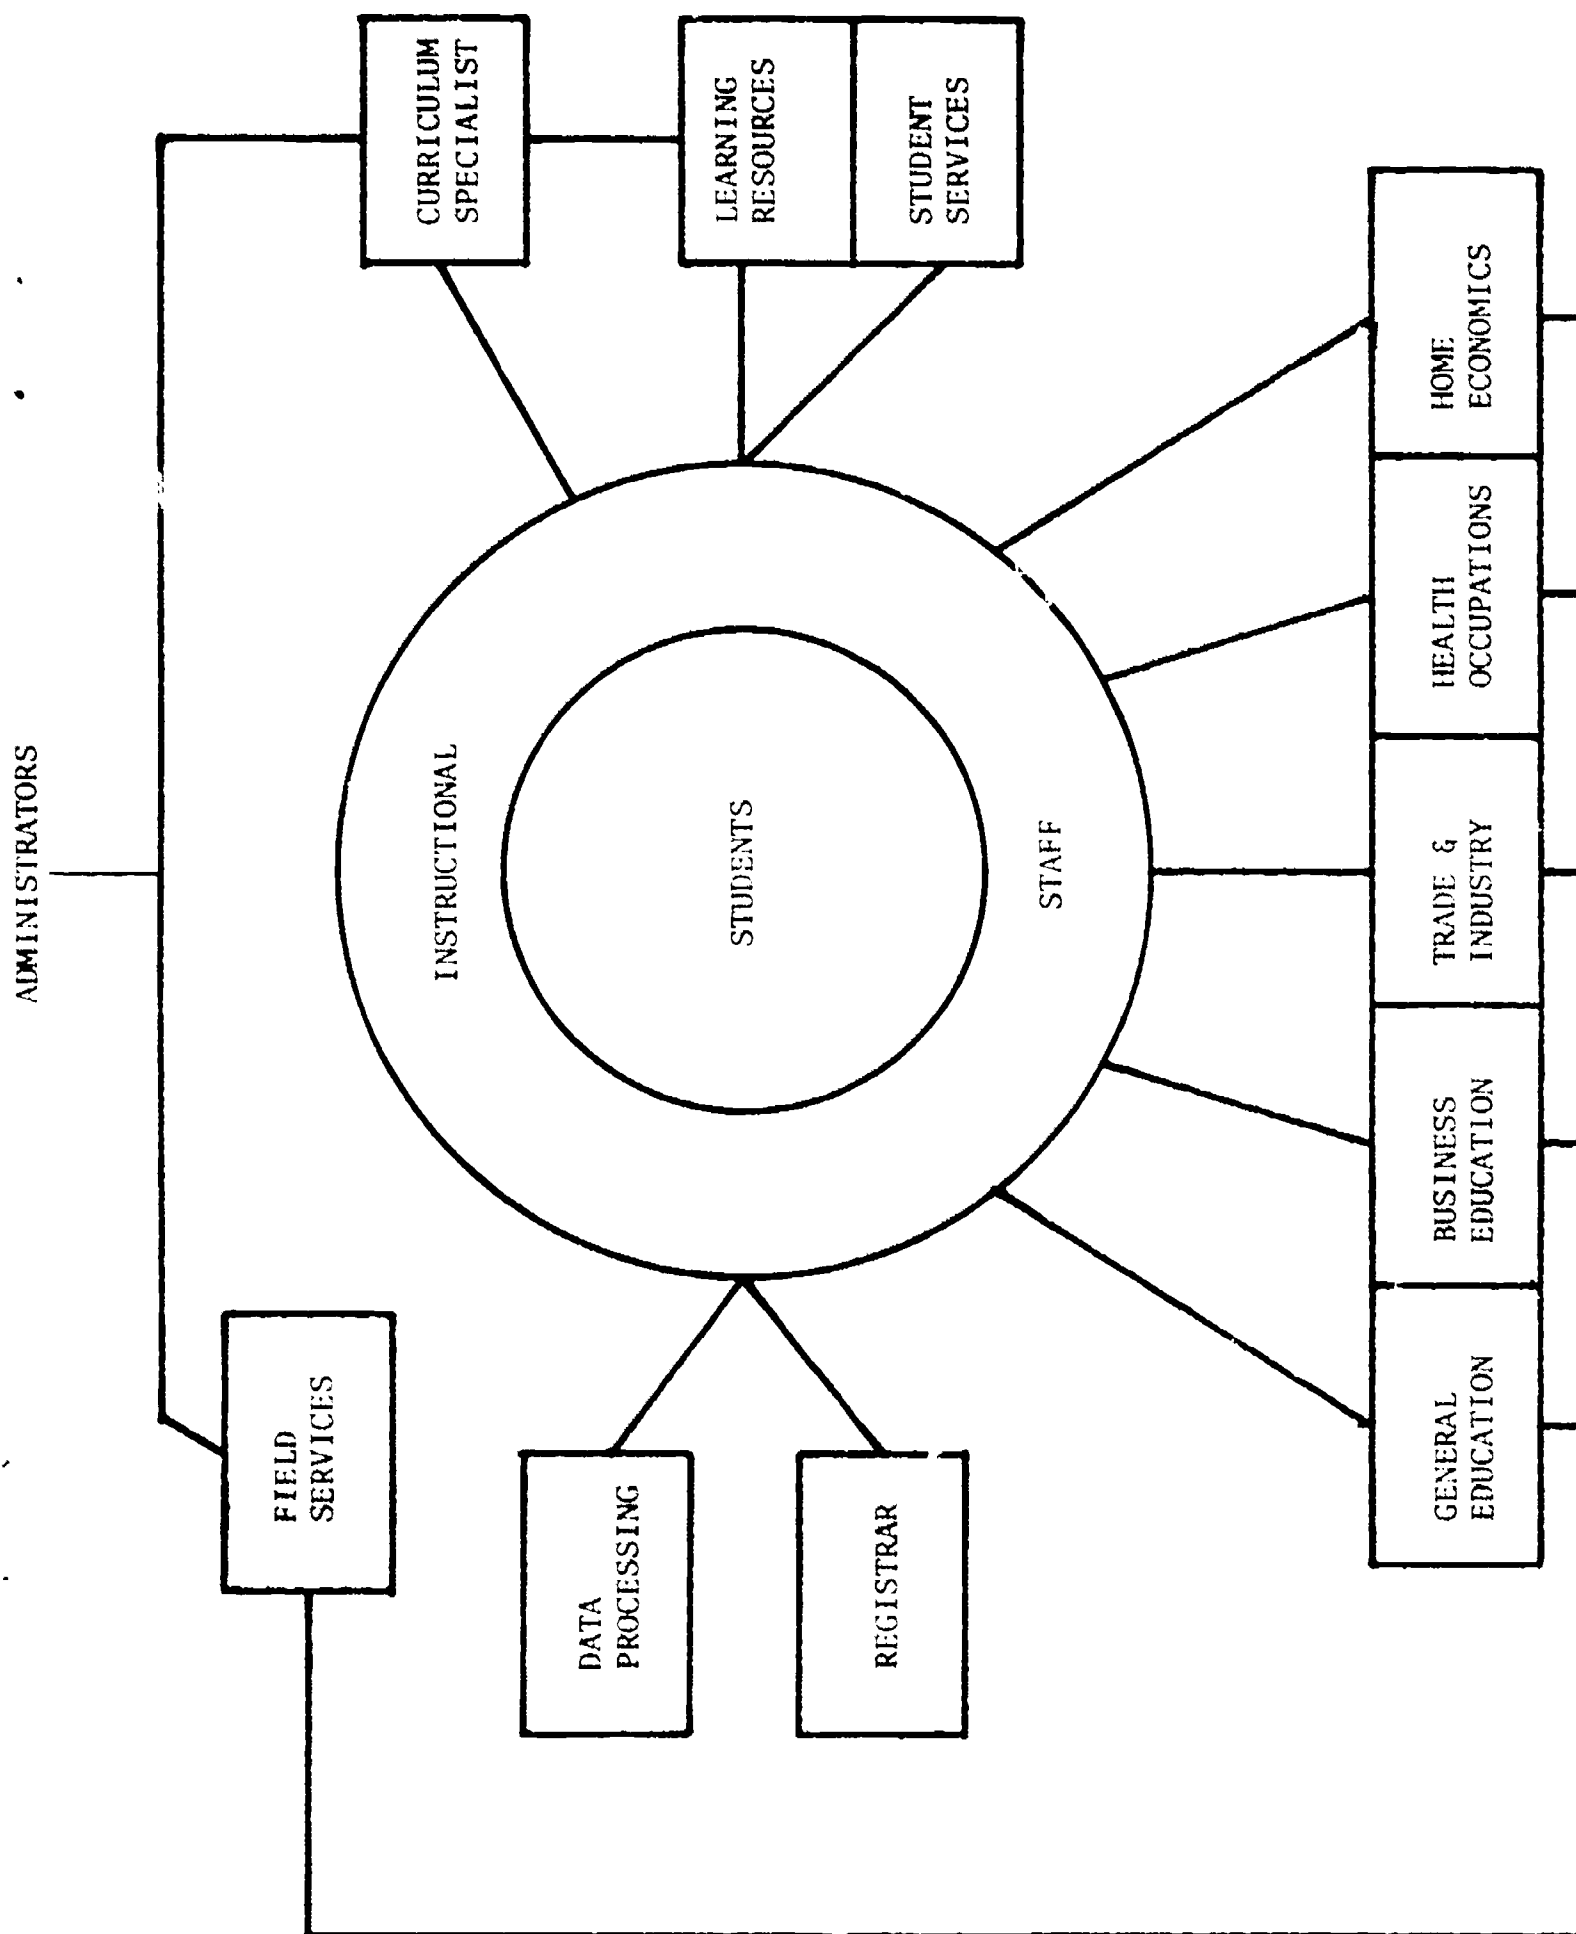 ADMINISTRATORS
FIELD
SERVICES
CURRICULUM
SPECIALIST
INSTRUCTIONAL
STUDENTS
STAFF
DATA
PROCESSING
REGISTRAR
LEARNING
RESOURCES
STUDENT
SERVICES
GENERAL
EDUCATION
BUSINESS
EDUCATION
TRADE &
INDUSTRY
HEALTH
OCCUPATIONS
HOME
ECONOMICS